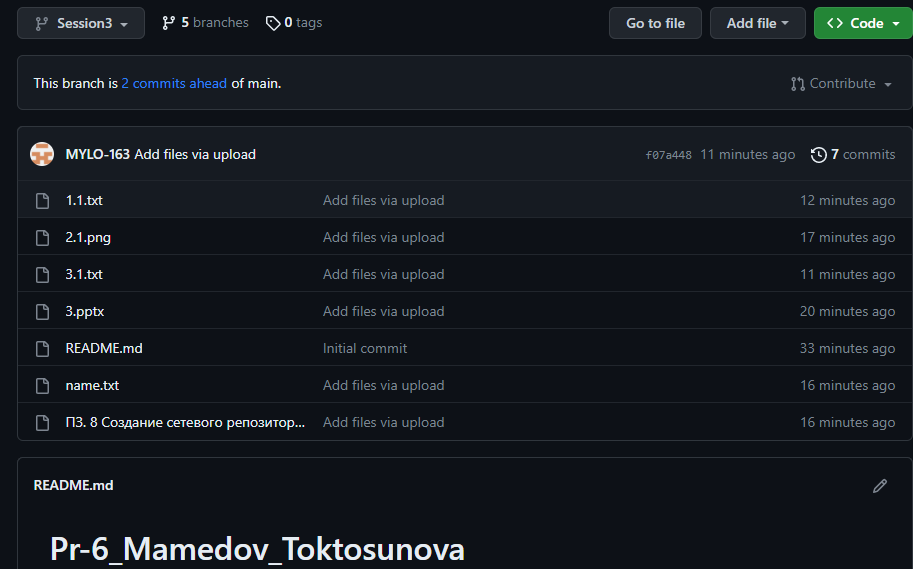 Session3 5 branches 0 tags Go to file Add file Code
This branch is 2 commits ahead of main. Contribute
MYLO-163 Add files via upload f07a448 11 minutes ago 7 commits
1.1.txt Add files via upload 12 minutes ago
2.1.png Add files via upload 17 minutes ago
3.1.txt Add files via upload 11 minutes ago
3.pptx Add files via upload 20 minutes ago
README.md Initial commit 33 minutes ago
name.txt Add files via upload 16 minutes ago
ПЗ. 8 Создание сетевого репозитор... Add files via upload 16 minutes ago
README.md
Pr-6_Mamedov_Toktosunova